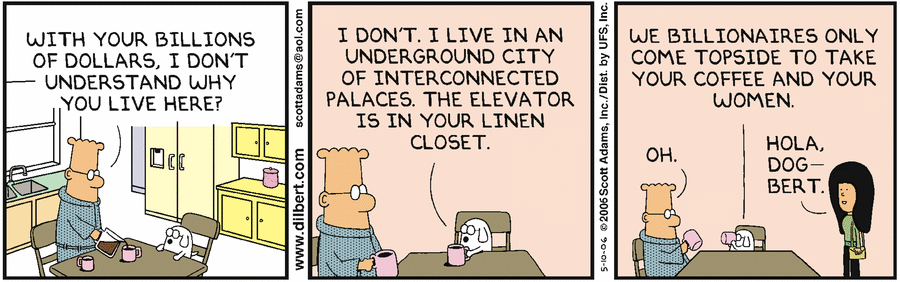 WITH YOUR BILLIONS
OF DOLLARS, I DON'T
UNDERSTAND WHY
YOU LIVE HERE?
www.dilbert.com scottadams@aol.com
I DON'T. I LIVE IN AN
UNDERGROUND CITY
OF INTERCONNECTED
PALACES. THE ELEVATOR
IS IN YOUR LINEN
CLOSET.
5-10-06 ©2006 Scott Adams, Inc./Dist. by UFS, Inc.
WE BILLIONAIRES ONLY
COME TOPSIDE TO TAKE
YOUR COFFEE AND YOUR
WOMEN.
OH.
HOLA,
DOG-
BERT.